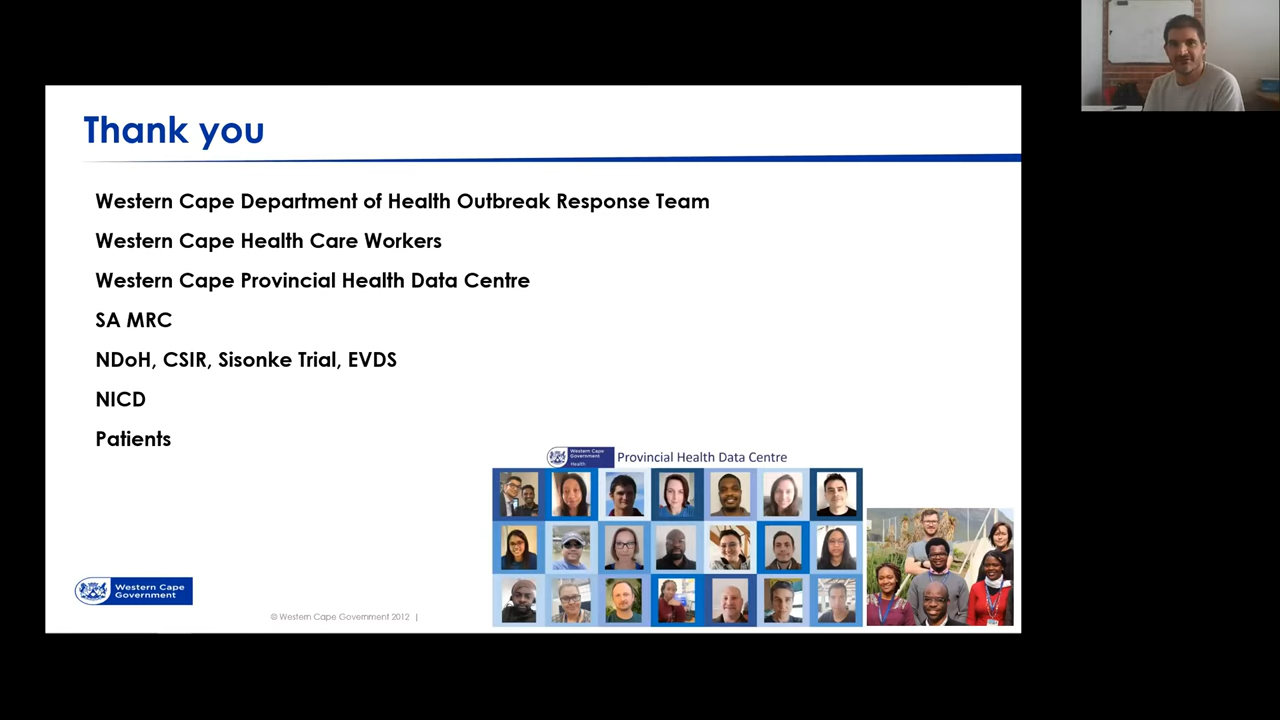 Thank you
Western Cape Department of Health Outbreak Response Team
Western Cape Health Care Workers
Western Cape Provincial Health Data Centre
SA MRC
NDoH, CSIR, Sisonke Trial, EVDS
NICD
Patients
Western Cape
Government
Health
Provincial Health Data Centre
Western Cape
Government
© Western Cape Government 2012 |